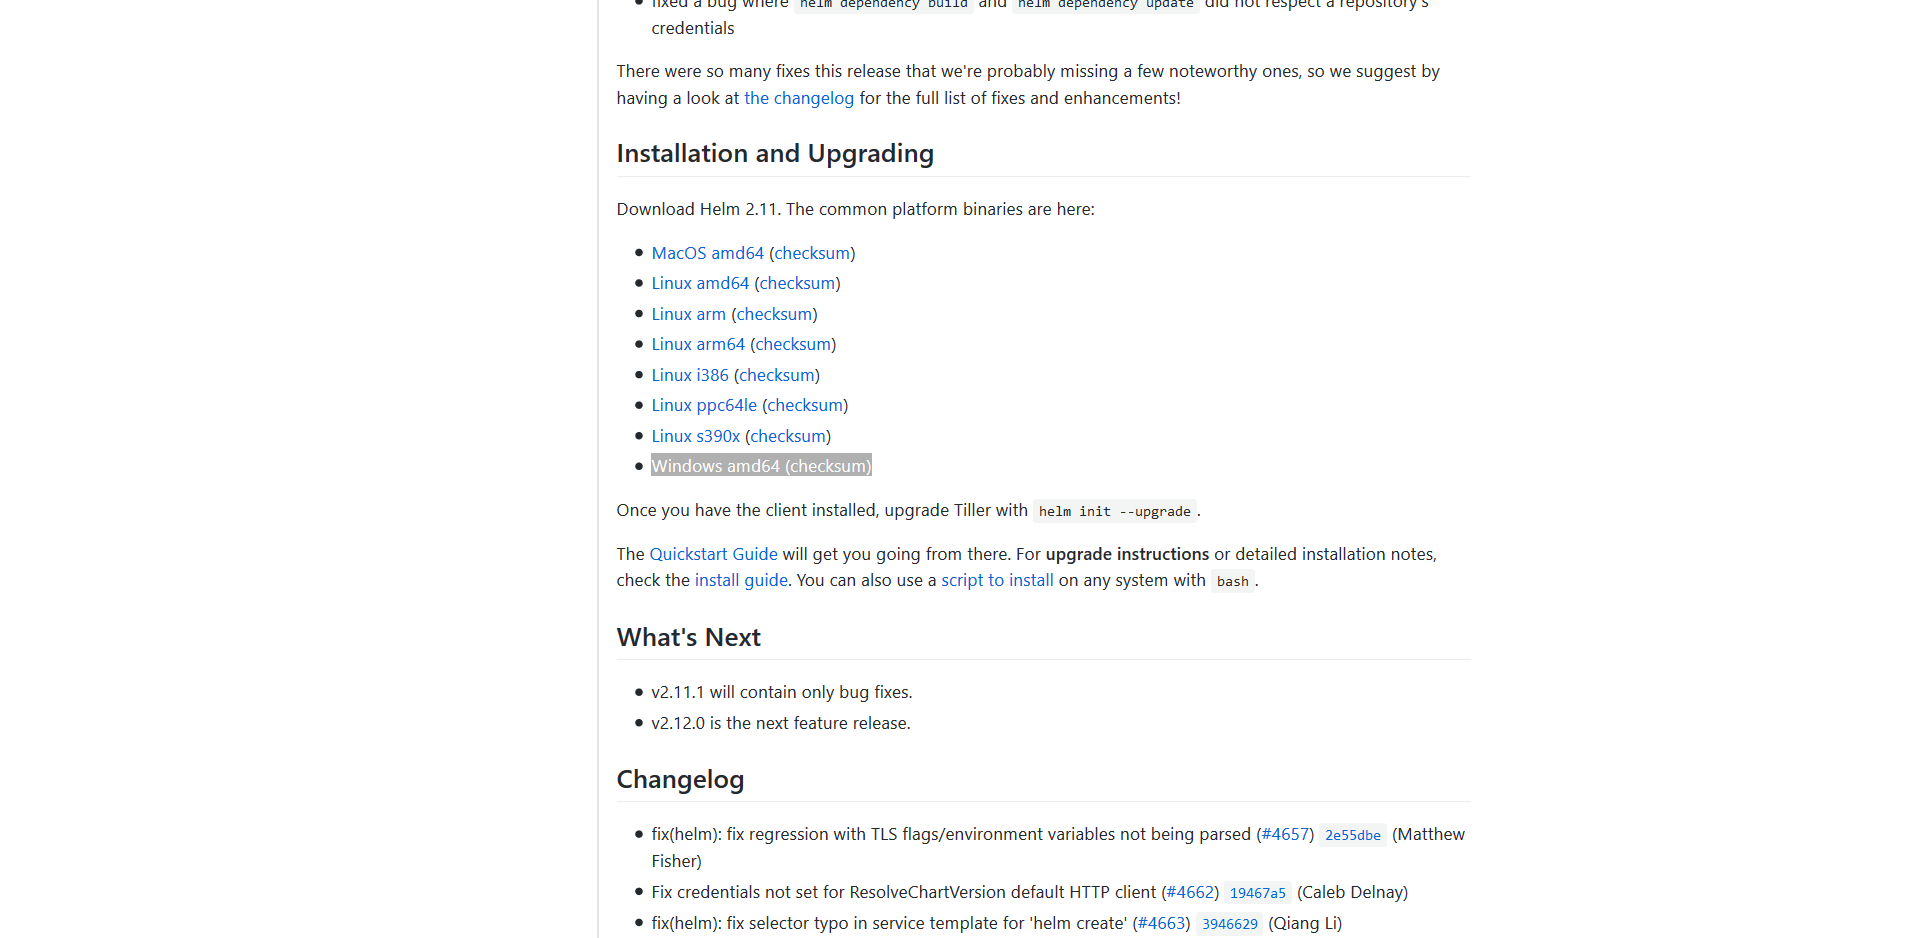 fixed a bug where helm dependency build and helm dependency update did not respect a repository's
credentials
There were so many fixes this release that we're probably missing a few noteworthy ones, so we suggest by
having a look at the changelog for the full list of fixes and enhancements!
Installation and Upgrading
Download Helm 2.11. The common platform binaries are here:
• MacOS amd64 (checksum)
• Linux amd64 (checksum)
• Linux arm (checksum)
• Linux arm64 (checksum)
• Linux i386 (checksum)
• Linux ppc64le (checksum)
• Linux s390x (checksum)
• Windows amd64 (checksum)
Once you have the client installed, upgrade Tiller with helm init --upgrade.
The Quickstart Guide will get you going from there. For upgrade instructions or detailed installation notes,
check the install guide. You can also use a script to install on any system with bash.
What's Next
• v2.11.1 will contain only bug fixes.
• v2.12.0 is the next feature release.
Changelog
• fix(helm): fix regression with TLS flags/environment variables not being parsed (#4657) 2e55dbe (Matthew
Fisher)
• Fix credentials not set for ResolveChartVersion default HTTP client (#4662) 19467a5 (Caleb Delnay)
• fix(helm): fix selector typo in service template for 'helm create' (#4663) 3946629 (Qiang Li)